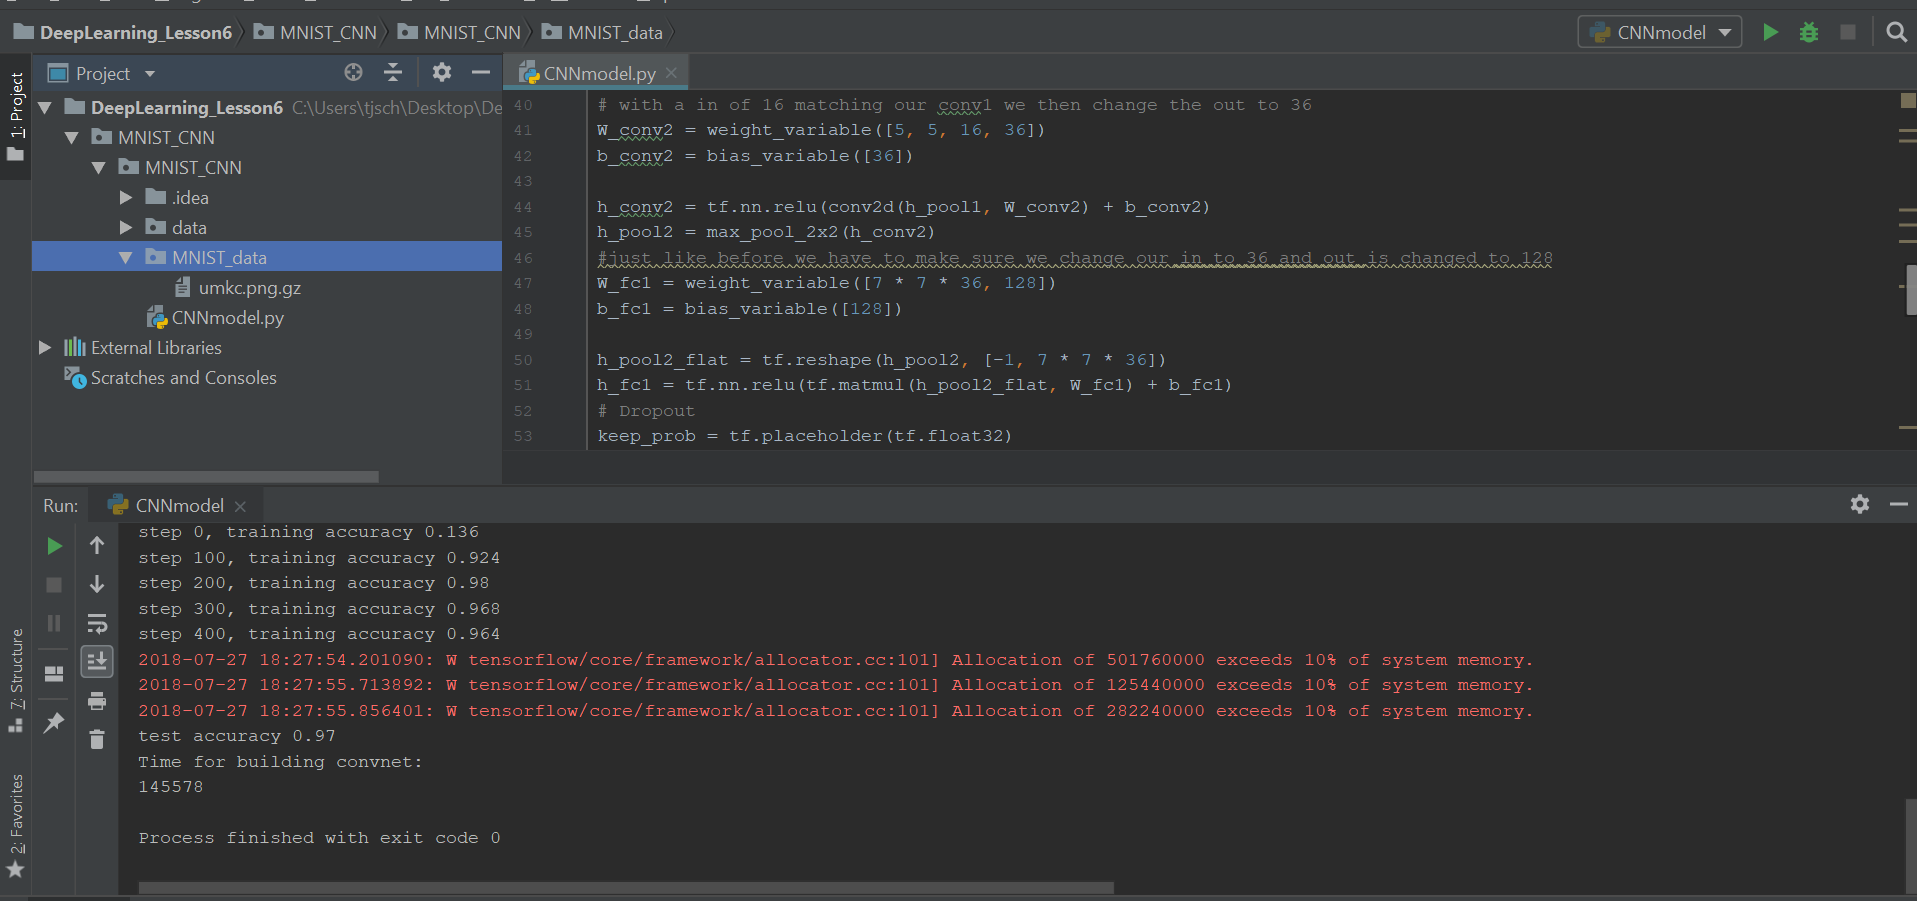 DeepLearning_Lesson6 MNIST_CNN MNIST_CNN MNIST_data
CNNmodel
1: Project
Project
CNNmodel.py
DeepLearning_Lesson6 C:\Users\tjsch\Desktop\De
MNIST_CNN
MNIST_CNN
.idea
data
MNIST_data
umkc.png.gz
CNNmodel.py
External Libraries
Scratches and Consoles
40 # with a in of 16 matching our conv1 we then change the out to 36
41 W_conv2 = weight_variable([5, 5, 16, 36])
42 b_conv2 = bias_variable([36])
43
44 h_conv2 = tf.nn.relu(conv2d(h_pool1, W_conv2) + b_conv2)
45 h_pool2 = max_pool_2x2(h_conv2)
46 #just like before we have to make sure we change our in to 36 and out is changed to 128
47 W_fc1 = weight_variable([7 * 7 * 36, 128])
48 b_fc1 = bias_variable([128])
49
50 h_pool2_flat = tf.reshape(h_pool2, [-1, 7 * 7 * 36])
51 h_fc1 = tf.nn.relu(tf.matmul(h_pool2_flat, W_fc1) + b_fc1)
52 # Dropout
53 keep_prob = tf.placeholder(tf.float32)
Run: CNNmodel
7: Structure
2: Favorites
step 0, training accuracy 0.136
step 100, training accuracy 0.924
step 200, training accuracy 0.98
step 300, training accuracy 0.968
step 400, training accuracy 0.964
2018-07-27 18:27:54.201090: W tensorflow/core/framework/allocator.cc:101] Allocation of 501760000 exceeds 10% of system memory.
2018-07-27 18:27:55.713892: W tensorflow/core/framework/allocator.cc:101] Allocation of 125440000 exceeds 10% of system memory.
2018-07-27 18:27:55.856401: W tensorflow/core/framework/allocator.cc:101] Allocation of 282240000 exceeds 10% of system memory.
test accuracy 0.97
Time for building convnet:
145578
Process finished with exit code 0